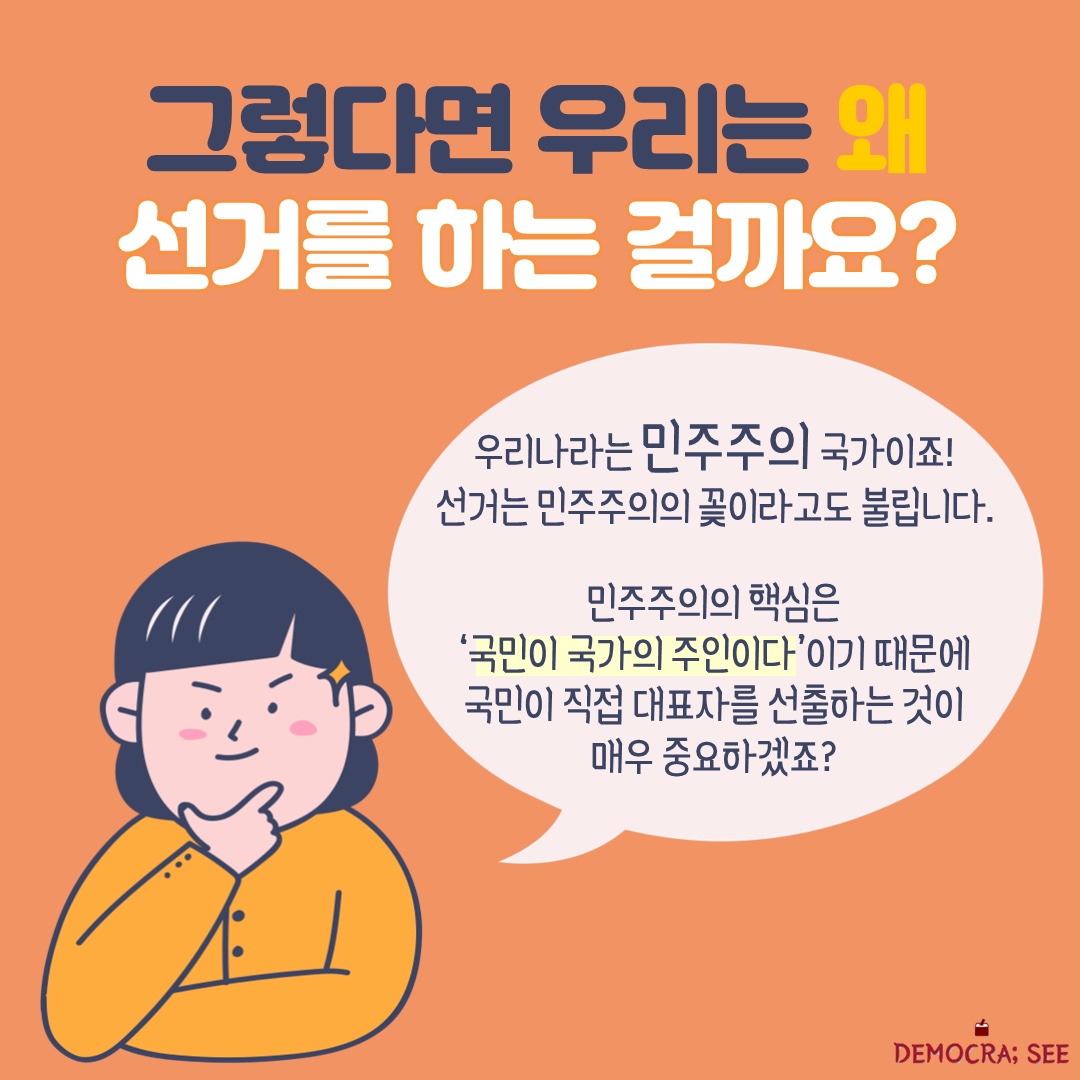 그렇다면 우리는 왜
선거를 하는 걸까요?
우리나라는 민주주의 국가이죠!
선거는 민주주의의 꽃이라고도 불립니다.
민주주의의 핵심은
‘국민이 국가의 주인이다’이기 때문에
국민이 직접 대표자를 선출하는 것이
매우 중요하겠죠?
DEMOCRA; SEE